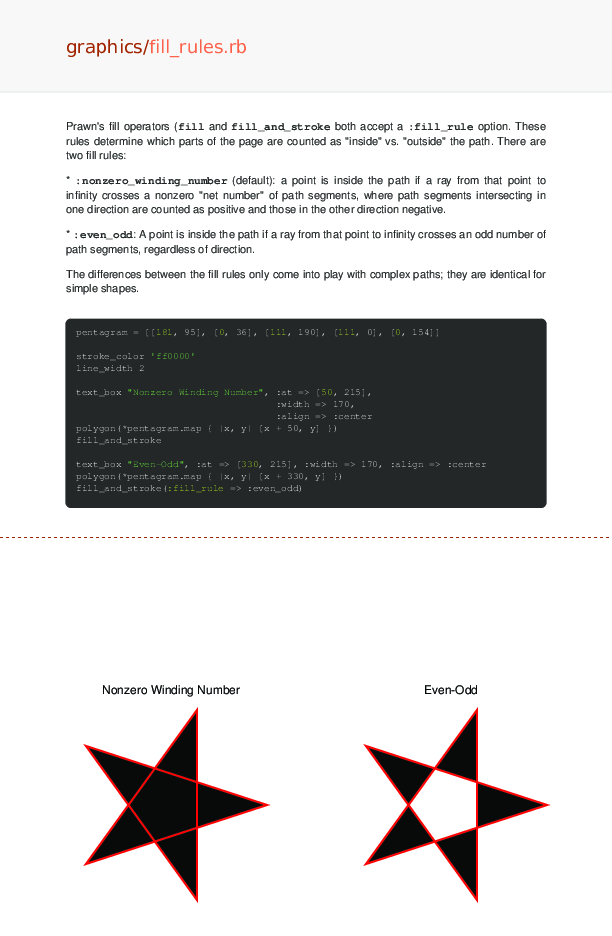 graphics/fill_rules.rb
Prawn's fill operators (fill and fill_and_stroke both accept a :fill_rule option. These
rules determine which parts of the page are counted as "inside" vs. "outside" the path. There are
two fill rules:
* :nonzero_winding_number (default): a point is inside the path if a ray from that point to
infinity crosses a nonzero "net number" of path segments, where path segments intersecting in
one direction are counted as positive and those in the other direction negative.
* :even_odd: A point is inside the path if a ray from that point to infinity crosses an odd number of
path segments, regardless of direction.
The differences between the fill rules only come into play with complex paths; they are identical for
simple shapes.
pentagram = [[181, 95], [0, 36], [111, 190], [111, 0], [0, 154]]
stroke_color 'ff0000'
line_width 2
text_box "Nonzero Winding Number", :at => [50, 215],
:width => 170,
:align => :center
polygon(*pentagram.map { |x, y| [x + 50, y] })
fill_and_stroke
text_box "Even-Odd", :at => [330, 215], :width => 170, :align => :center
polygon(*pentagram.map { |x, y| [x + 330, y] })
fill_and_stroke(:fill_rule => :even_odd)
Nonzero Winding Number
Even-Odd